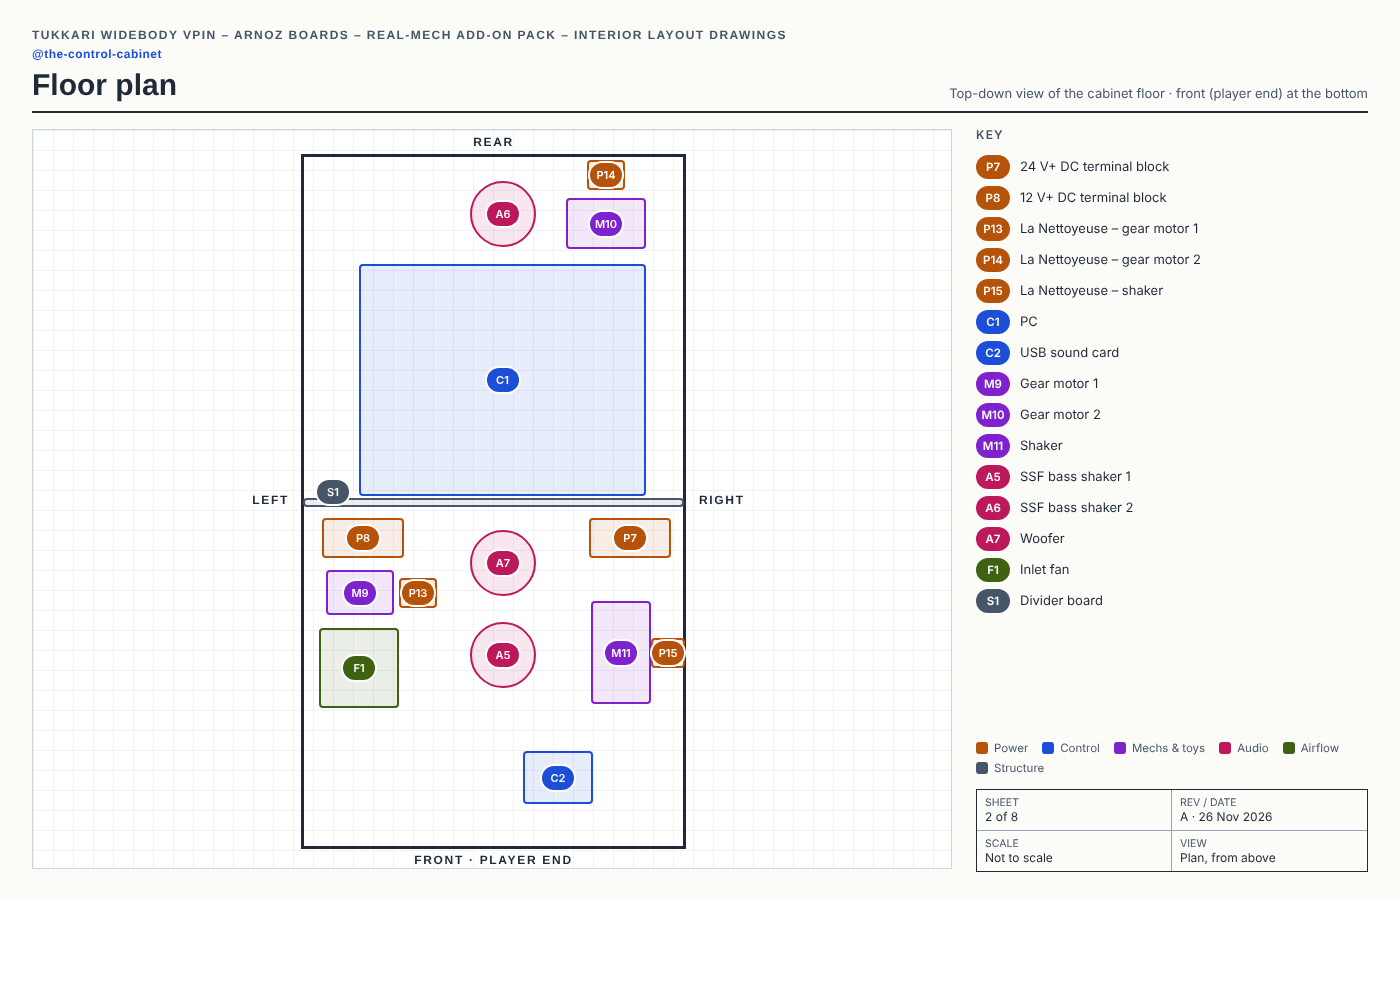 TUKKARI WIDEBODY VPIN – ARNOZ BOARDS – REAL-MECH ADD-ON PACK – INTERIOR LAYOUT DRAWINGS
@the-control-cabinet
Floor plan
Top-down view of the cabinet floor · front (player end) at the bottom
REAR
P14
A6
M10
C1
S1
LEFT
RIGHT
P8
P7
A7
M9
P13
M11
P15
A5
F1
C2
FRONT · PLAYER END
KEY
P7 24 V+ DC terminal block
P8 12 V+ DC terminal block
P13 La Nettoyeuse – gear motor 1
P14 La Nettoyeuse – gear motor 2
P15 La Nettoyeuse – shaker
C1 PC
C2 USB sound card
M9 Gear motor 1
M10 Gear motor 2
M11 Shaker
A5 SSF bass shaker 1
A6 SSF bass shaker 2
A7 Woofer
F1 Inlet fan
S1 Divider board
Power Control Mechs & toys Audio Airflow
Structure
SHEET
2 of 8
REV / DATE
A · 26 Nov 2026
SCALE
Not to scale
VIEW
Plan, from above